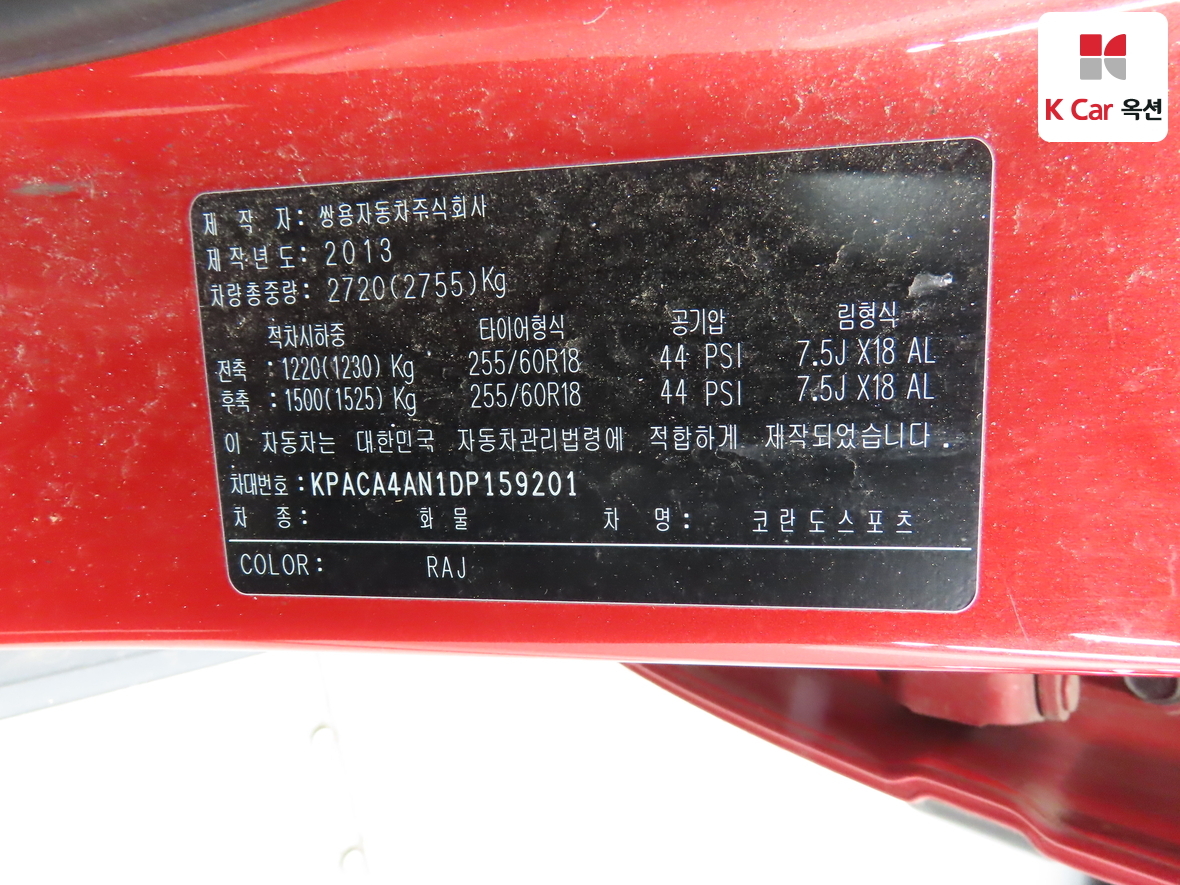 K Car 옥션
제 작 자: 쌍용자동차주식회사
제작년도: 2013
차량총중량: 2720(2755)Kg
적차시하중 타이어형식 공기압 림형식
전축 : 1220(1230) Kg 255/60R18 44 PSI 7.5J X18 AL
후축 : 1500(1525) Kg 255/60R18 44 PSI 7.5J X18 AL
이 자동차는 대한민국 자동차관리법령에 적합하게 제작되었습니다.
차대번호:KPACA4AN1DP159201
차 종: 화 물 차 명: 코란도스포츠
COLOR: RAJ